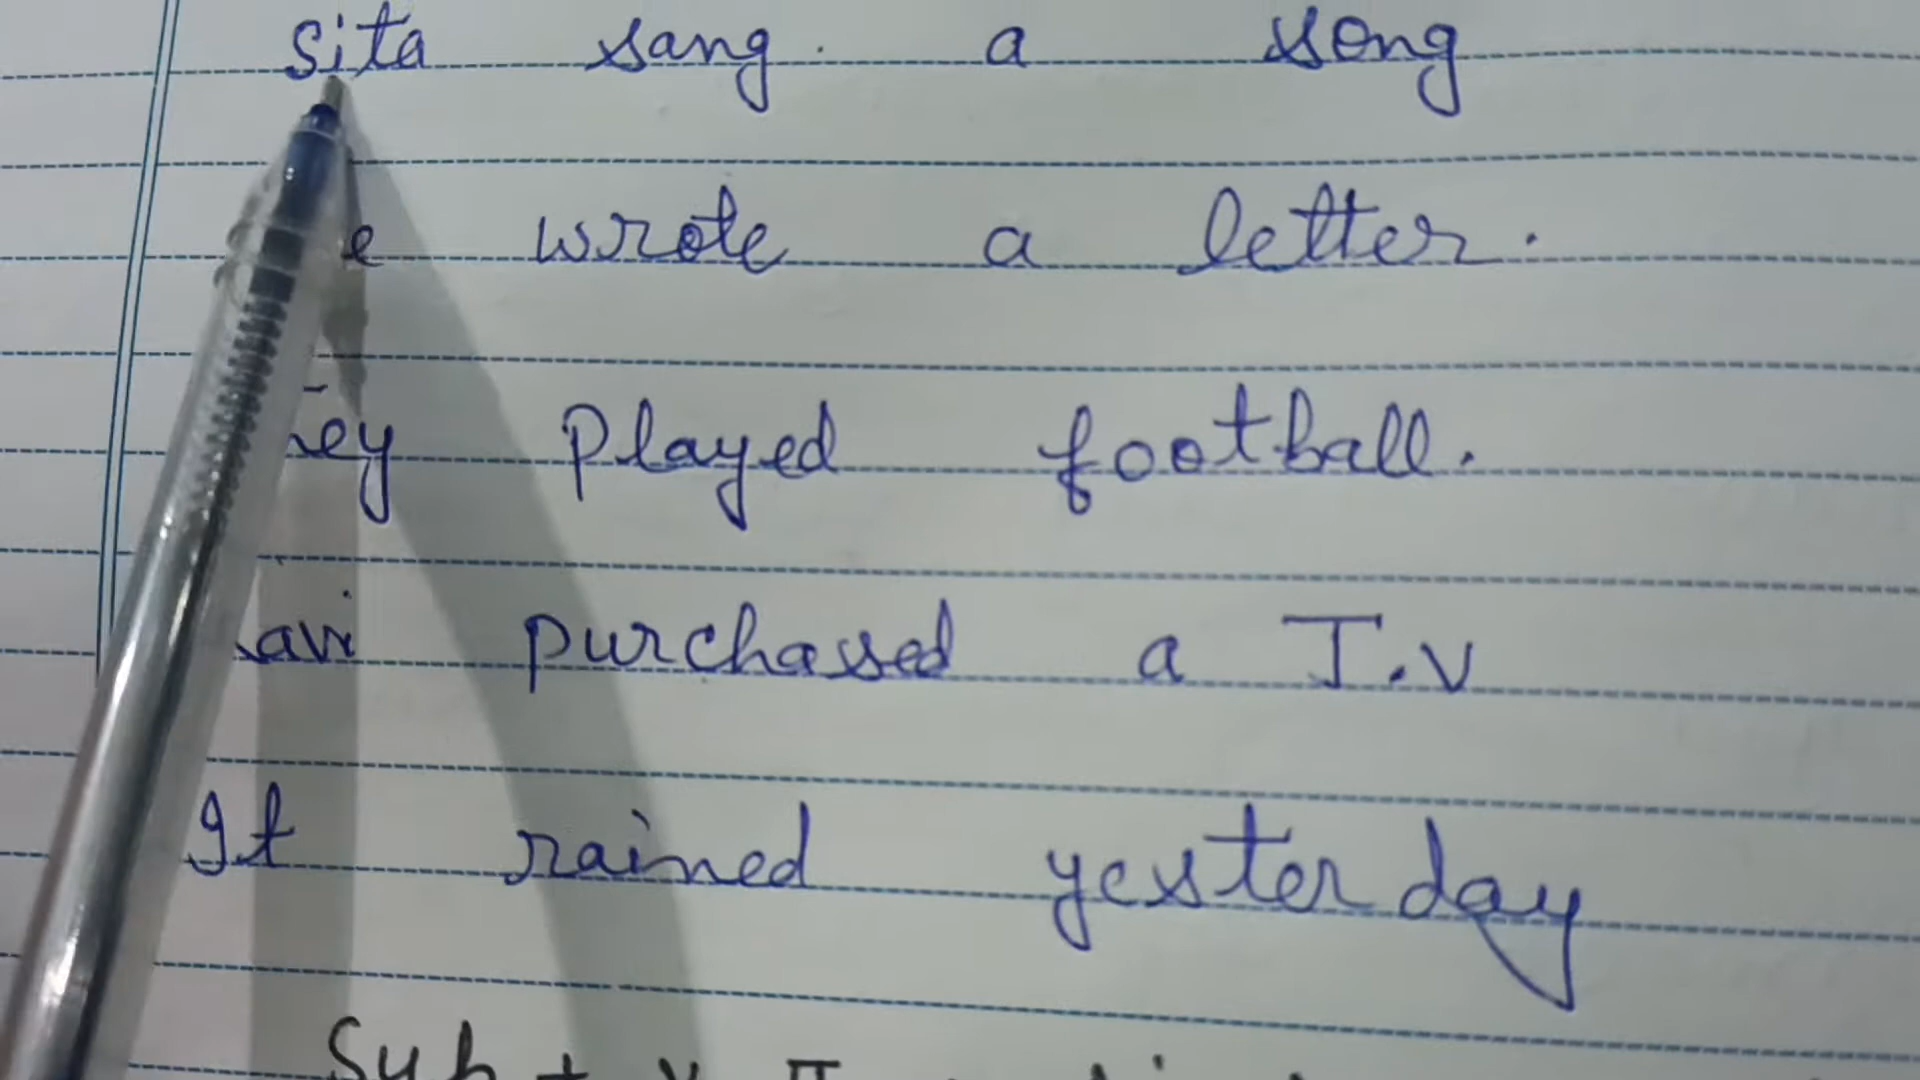 Sita sang a song
wrote a letter.
played football.
purchased a T.V
It rained yesterday